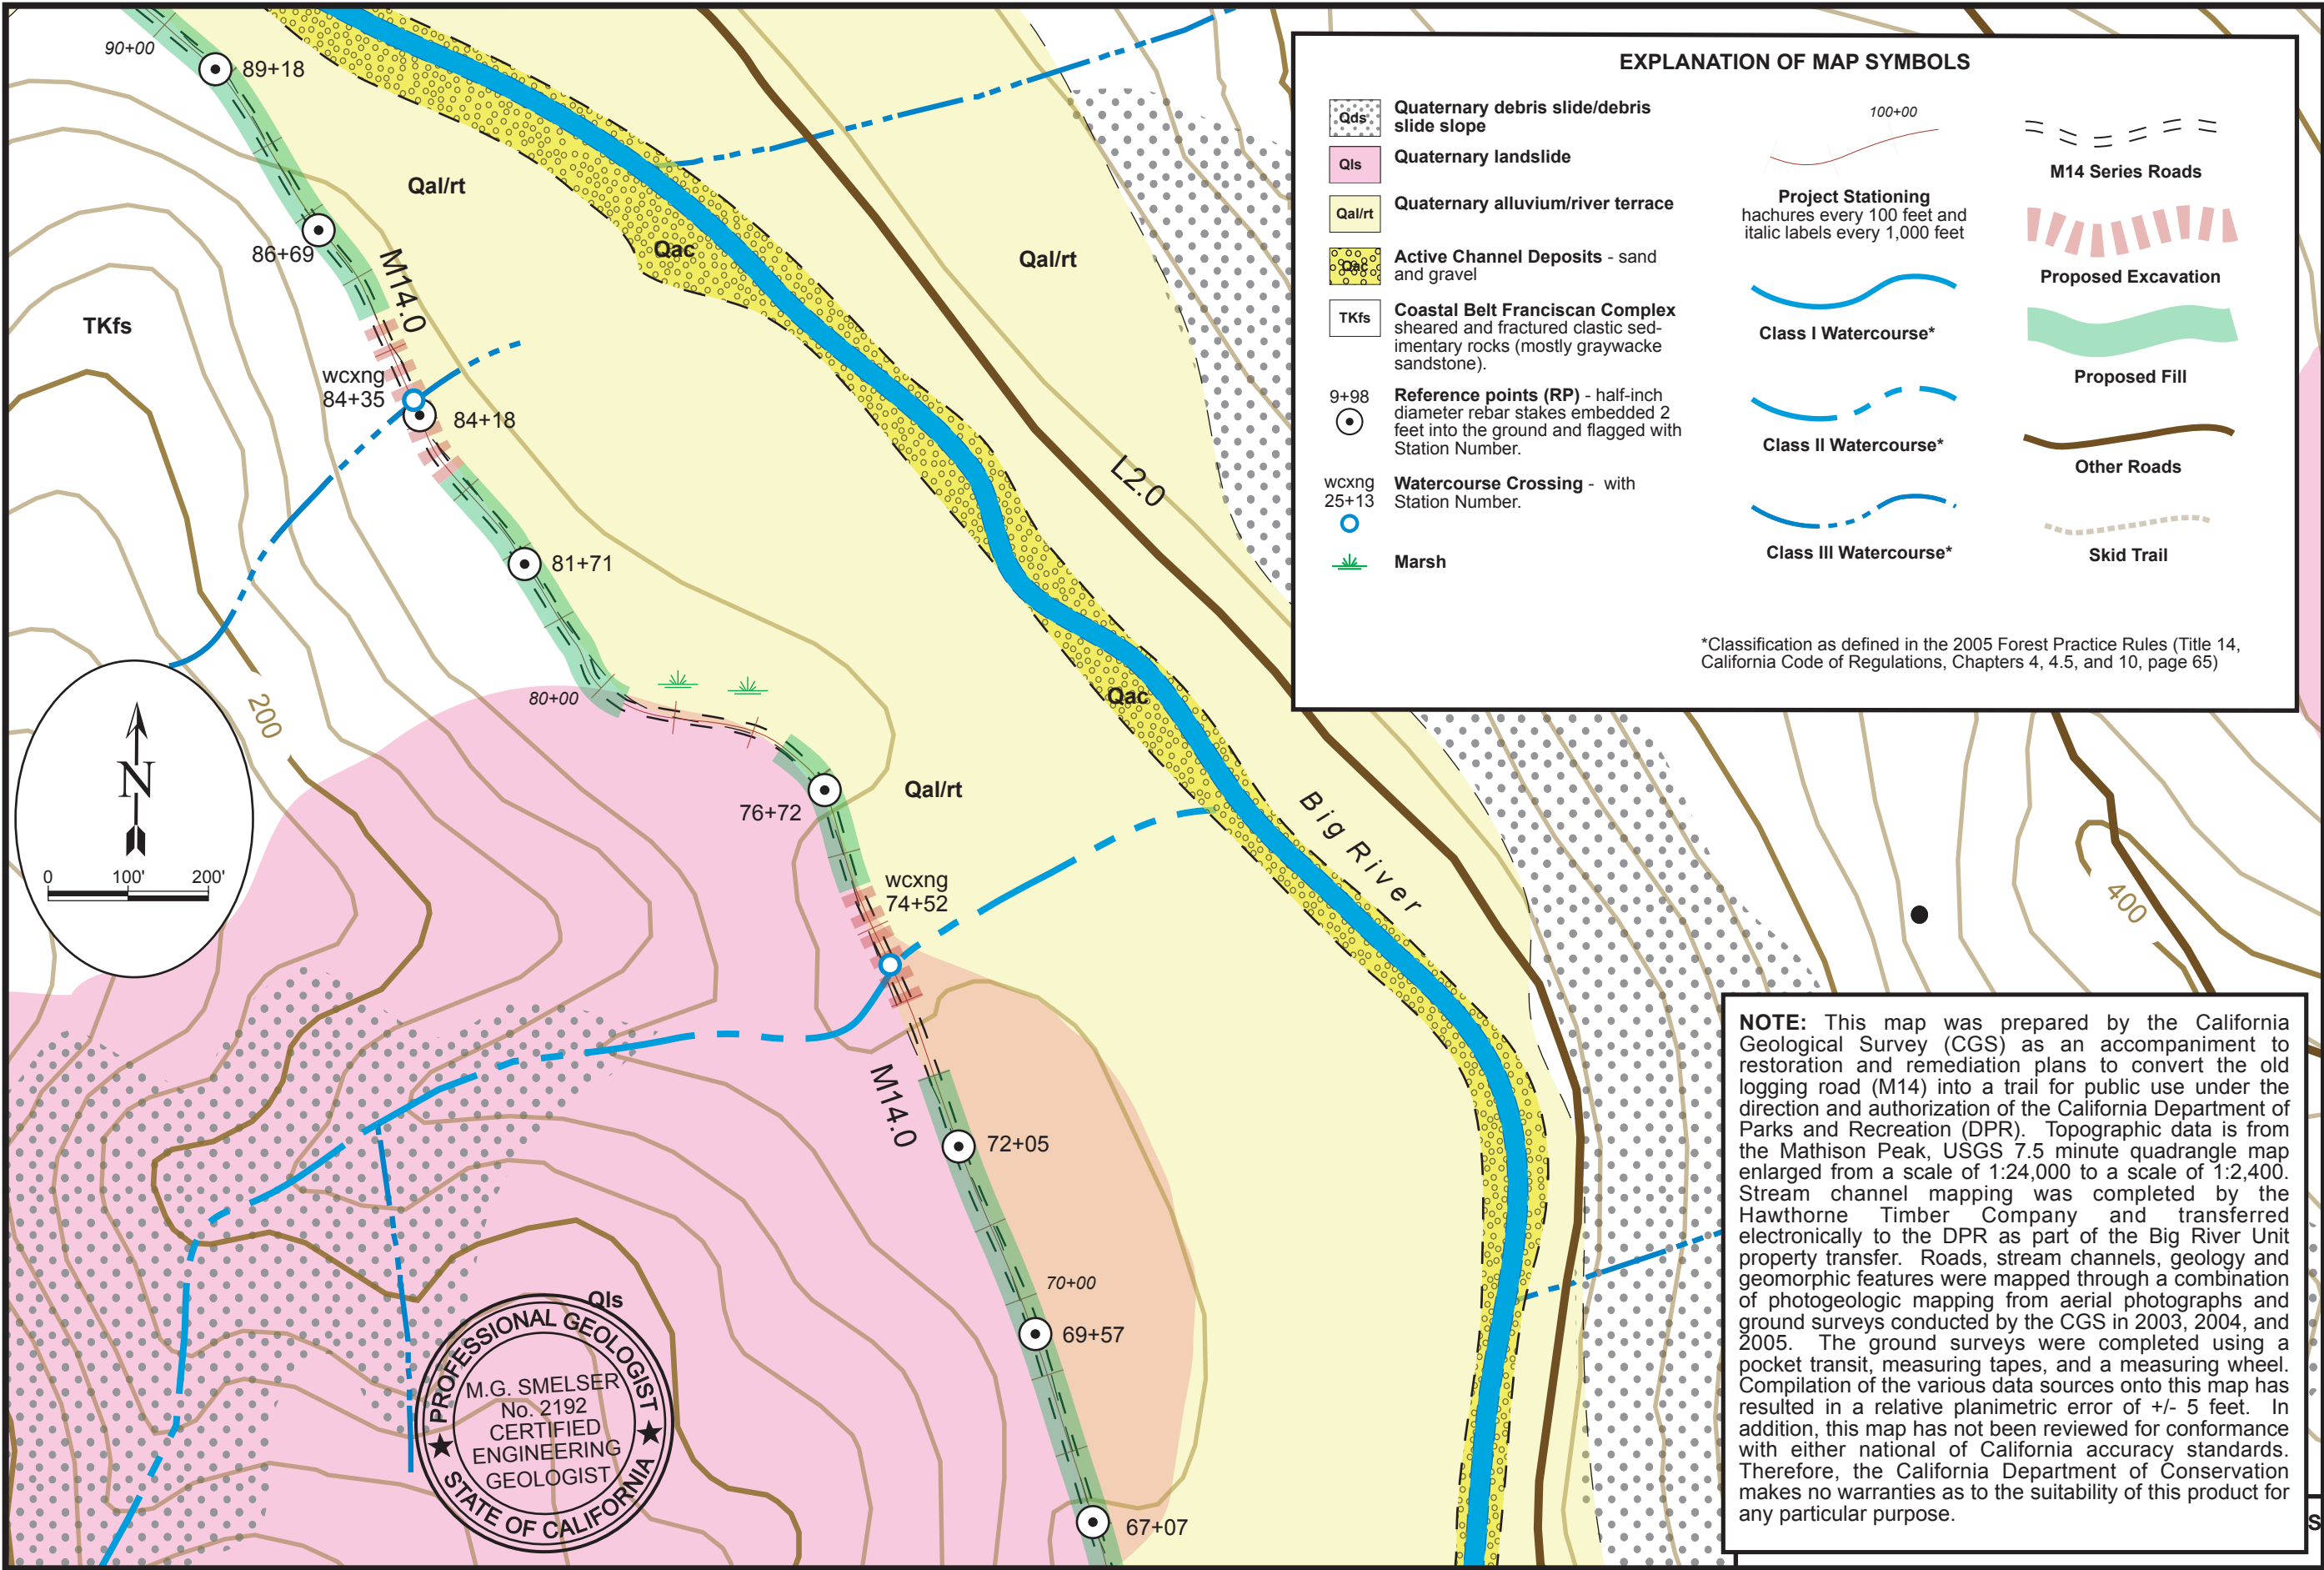 90+00
89+18
Qal/rt
86+69
M14.0
TKfs
wcxng
84+35
84+18
Qac
Qal/rt
L2.0
81+71
80+00
200
76+72
Qal/rt
Qac
Big River
wcxng
74+52
N
0 100' 200'
M14.0
72+05
70+00
69+57
67+07
Qls
PROFESSIONAL GEOLOGIST
M.G. SMELSER
No. 2192
CERTIFIED
ENGINEERING
GEOLOGIST
STATE OF CALIFORNIA
400
EXPLANATION OF MAP SYMBOLS
Qds
Quaternary debris slide/debris
slide slope
Qls
Quaternary landslide
Qal/rt
Quaternary alluvium/river terrace
Qac
Active Channel Deposits - sand
and gravel
TKfs
Coastal Belt Franciscan Complex
sheared and fractured clastic sed-
imentary rocks (mostly graywacke
sandstone).
9+98
Reference points (RP) - half-inch
diameter rebar stakes embedded 2
feet into the ground and flagged with
Station Number.
wcxng
25+13
Watercourse Crossing - with
Station Number.
Marsh
100+00
Project Stationing
hachures every 100 feet and
italic labels every 1,000 feet
Class I Watercourse*
Class II Watercourse*
Class III Watercourse*
M14 Series Roads
Proposed Excavation
Proposed Fill
Other Roads
Skid Trail
*Classification as defined in the 2005 Forest Practice Rules (Title 14,
California Code of Regulations, Chapters 4, 4.5, and 10, page 65)
NOTE: This map was prepared by the California
Geological Survey (CGS) as an accompaniment to
restoration and remediation plans to convert the old
logging road (M14) into a trail for public use under the
direction and authorization of the California Department of
Parks and Recreation (DPR). Topographic data is from
the Mathison Peak, USGS 7.5 minute quadrangle map
enlarged from a scale of 1:24,000 to a scale of 1:2,400.
Stream channel mapping was completed by the
Hawthorne Timber Company and transferred
electronically to the DPR as part of the Big River Unit
property transfer. Roads, stream channels, geology and
geomorphic features were mapped through a combination
of photogeologic mapping from aerial photographs and
ground surveys conducted by the CGS in 2003, 2004, and
2005. The ground surveys were completed using a
pocket transit, measuring tapes, and a measuring wheel.
Compilation of the various data sources onto this map has
resulted in a relative planimetric error of +/- 5 feet. In
addition, this map has not been reviewed for conformance
with either national of California accuracy standards.
Therefore, the California Department of Conservation
makes no warranties as to the suitability of this product for
any particular purpose.
S